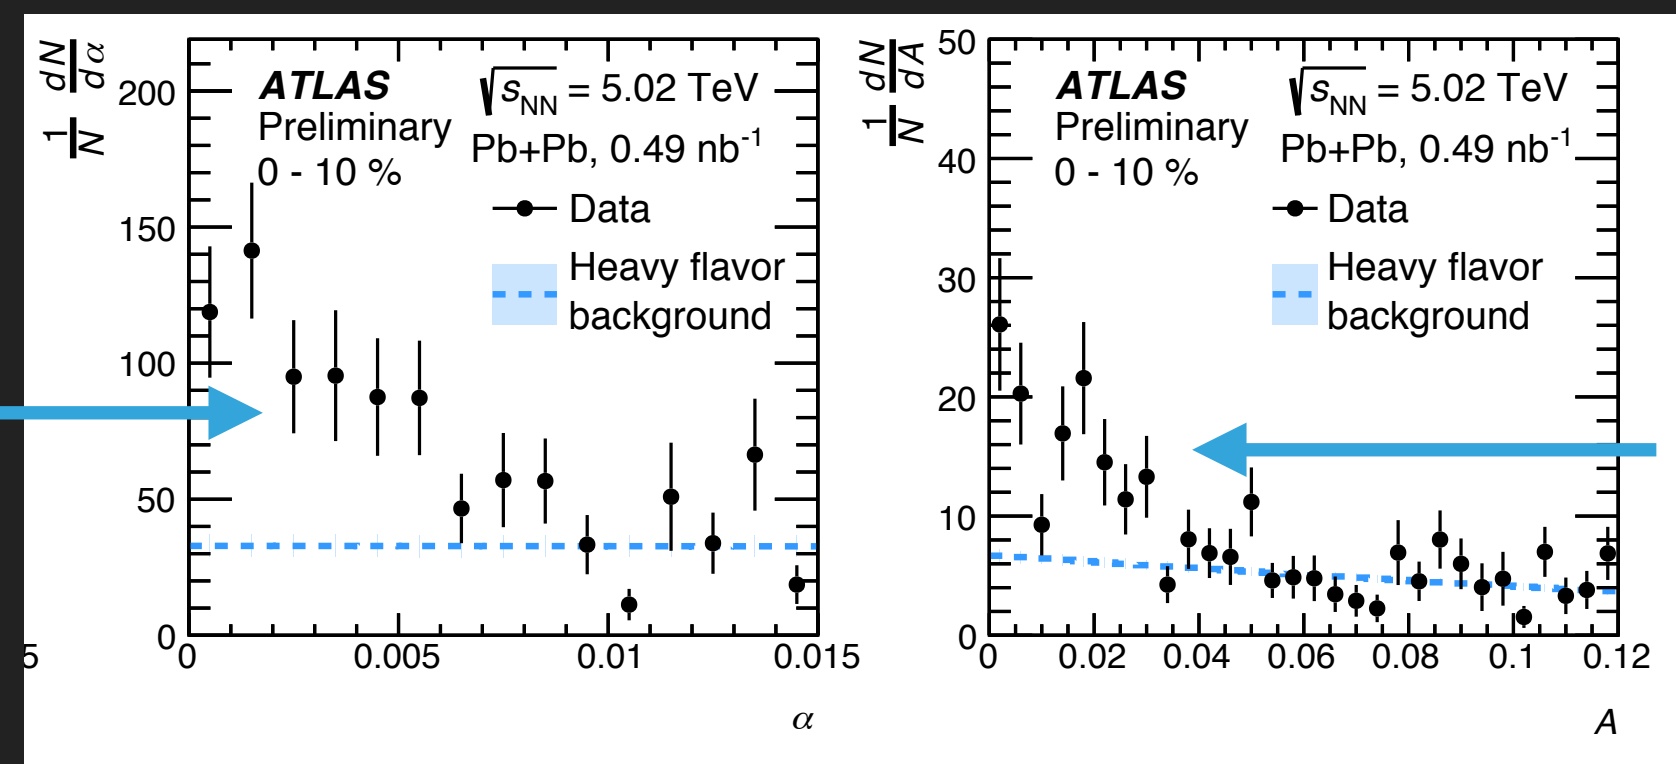 1/N dN/dα
ATLAS
Preliminary
0 - 10 %
√sNN = 5.02 TeV
Pb+Pb, 0.49 nb-1
Data
Heavy flavor
background
200
150
100
50
0
0 0.005 0.01 0.015
α
5
1/N dN/dA
ATLAS
Preliminary
0 - 10 %
√sNN = 5.02 TeV
Pb+Pb, 0.49 nb-1
Data
Heavy flavor
background
50
40
30
20
10
0
0 0.02 0.04 0.06 0.08 0.1 0.12
A